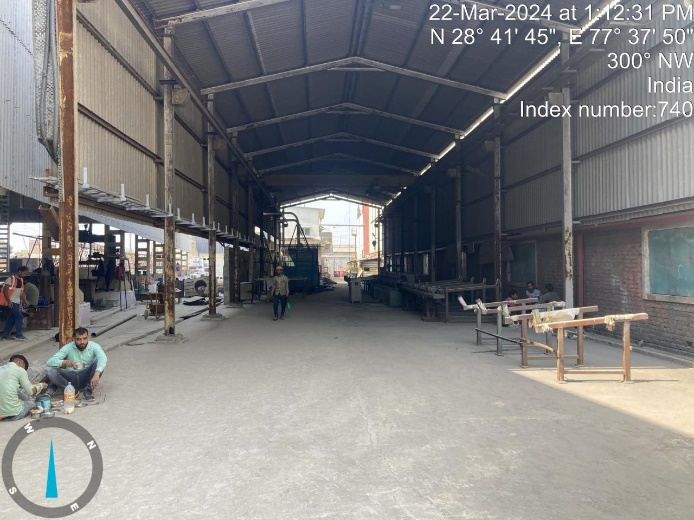 22-Mar-2024 at 1:12:31 PM
N 28° 41' 45", E 77° 37' 50"
300° NW
India
Index number:740
W
N
S
E